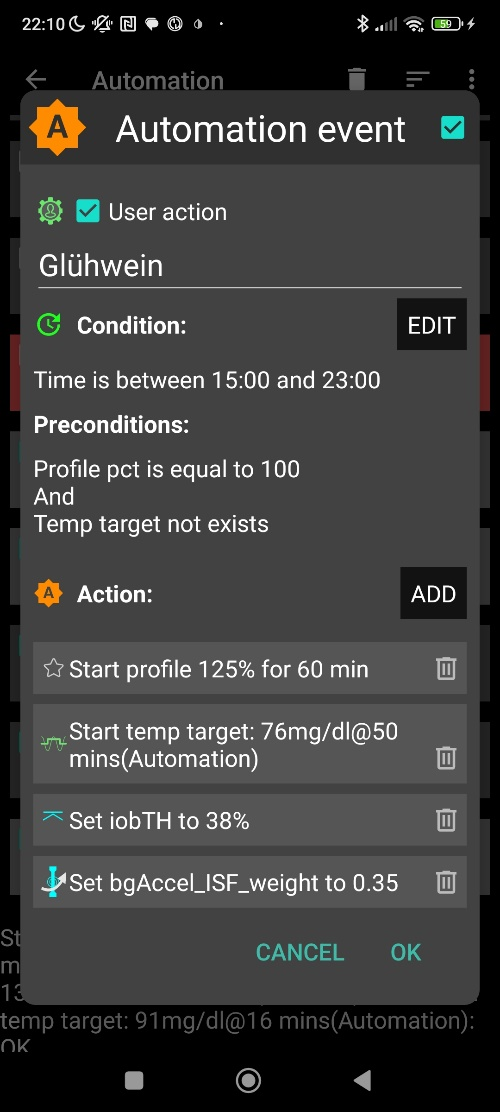 22:10
59
Automation
A Automation event
User action
Glühwein
Condition:
EDIT
Time is between 15:00 and 23:00
Preconditions:
Profile pct is equal to 100
And
Temp target not exists
A Action:
ADD
Start profile 125% for 60 min
Start temp target: 76mg/dl@50
mins(Automation)
Set iobTH to 38%
Set bgAccel_ISF_weight to 0.35
CANCEL
OK
St
m
13
temp target: 91mg/dl@16 mins(Automation):
OK